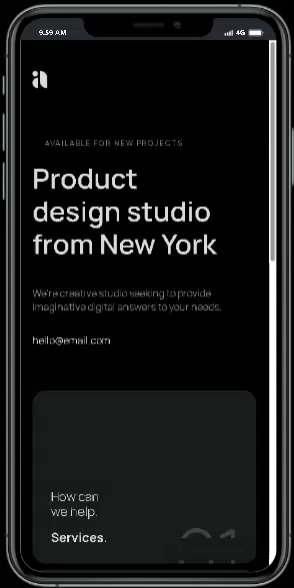 9:59 AM
4G
AVAILABLE FOR NEW PROJECTS
Product
design studio
from New York
We're creative studio seeking to provide
imaginative digital answers to your needs.
hello@email.com
How can
we help.
Services.
01